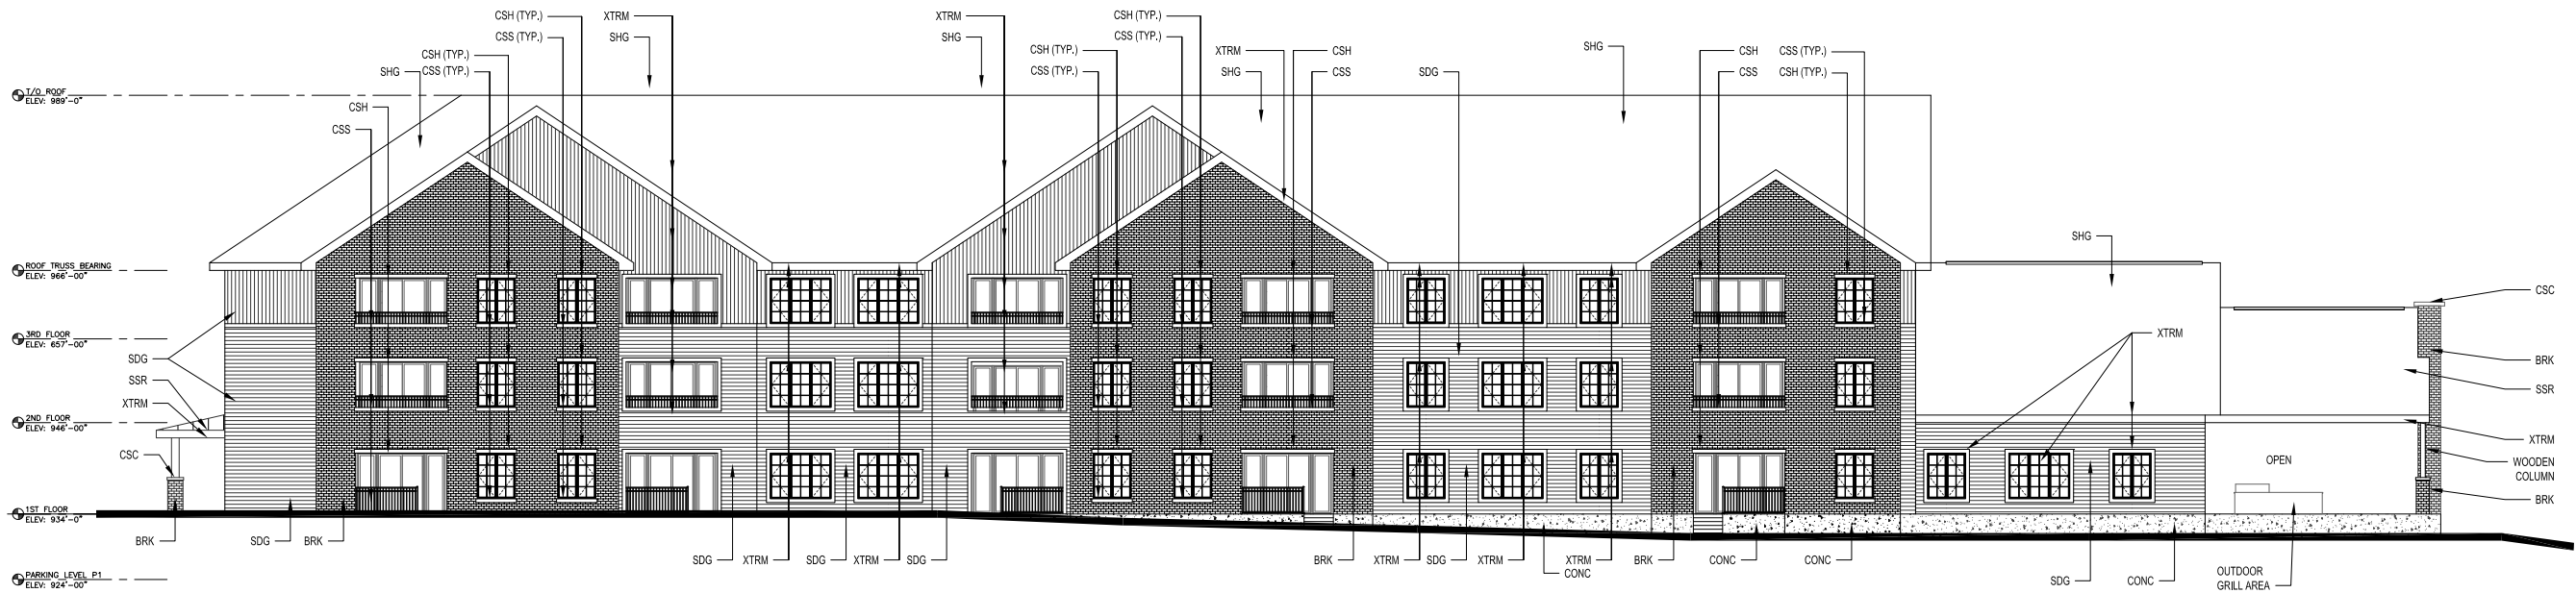 CSH (TYP.)
XTRM
XTRM
CSH (TYP.)
CSS (TYP.)
SHG
SHG
CSS (TYP.)
CSH (TYP.)
CSH (TYP.)
XTRM
CSH
SHG
CSH
CSS (TYP.)
SHG
CSS (TYP.)
CSS (TYP.)
SHG
CSS
SDG
CSS
CSH (TYP.)
T/O ROOF
ELEV: 989'-0"
CSH
CSS
SHG
ROOF TRUSS BEARING
ELEV: 966'-00"
CSC
3RD FLOOR
ELEV: 657'-00"
XTRM
SDG
BRK
SSR
SSR
XTRM
2ND FLOOR
ELEV: 946'-00"
XTRM
CSC
OPEN
WOODEN
COLUMN
BRK
1ST FLOOR
ELEV: 934'-0"
BRK
SDG
BRK
SDG
XTRM
SDG
XTRM
SDG
BRK
XTRM
SDG
XTRM
CONC
XTRM
BRK
CONC
CONC
PARKING LEVEL P1
ELEV: 924'-00"
SDG
CONC
OUTDOOR
GRILL AREA